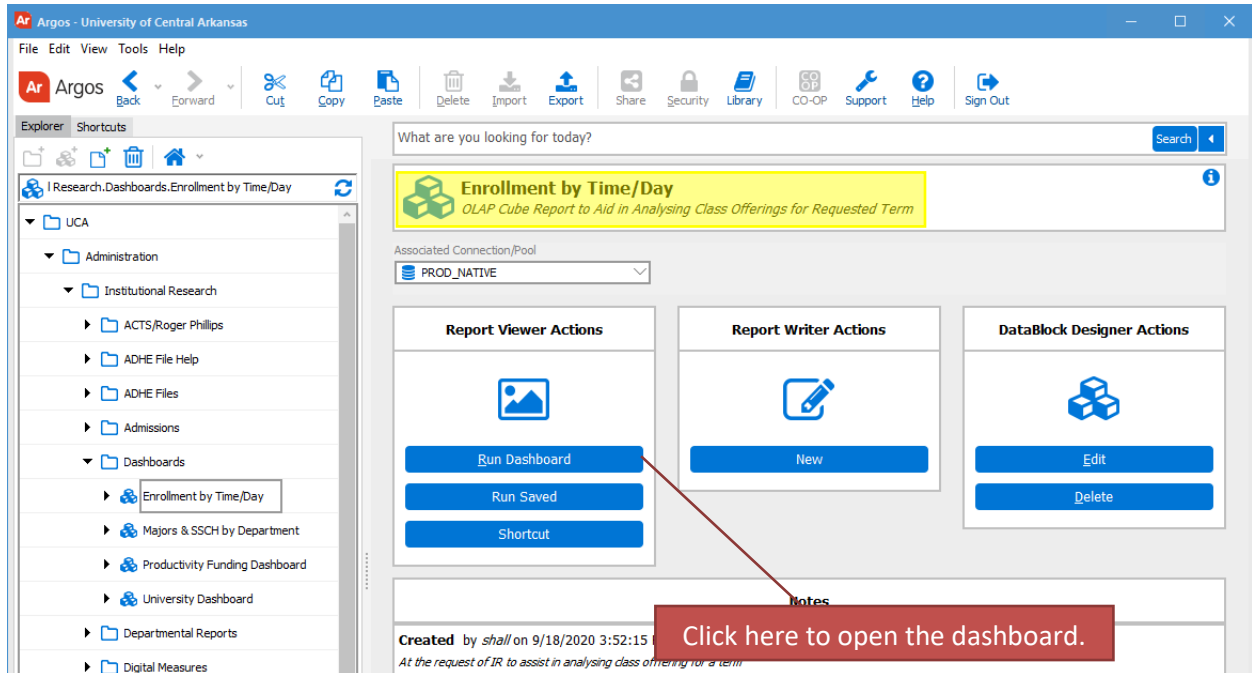 Ar Argos - University of Central Arkansas
File Edit View Tools Help
Ar Argos Back Forward Cut Copy Paste Delete Import Export Share Security Library CO-OP Support Help Sign Out
Explorer Shortcuts
What are you looking for today? Search
l Research.Dashboards.Enrollment by Time/Day
Enrollment by Time/Day
OLAP Cube Report to Aid in Analysing Class Offerings for Requested Term
UCA
Administration
Institutional Research
ACTS/Roger Phillips
ADHE File Help
ADHE Files
Admissions
Dashboards
Enrollment by Time/Day
Majors & SSCH by Department
Productivity Funding Dashboard
University Dashboard
Departmental Reports
Digital Measures
Associated Connection/Pool
PROD_NATIVE
Report Viewer Actions
Run Dashboard
Run Saved
Shortcut
Report Writer Actions
New
DataBlock Designer Actions
Edit
Delete
Notes
Click here to open the dashboard.
Created by shall on 9/18/2020 3:52:15
At the request of IR to assist in analysing class offering for a term